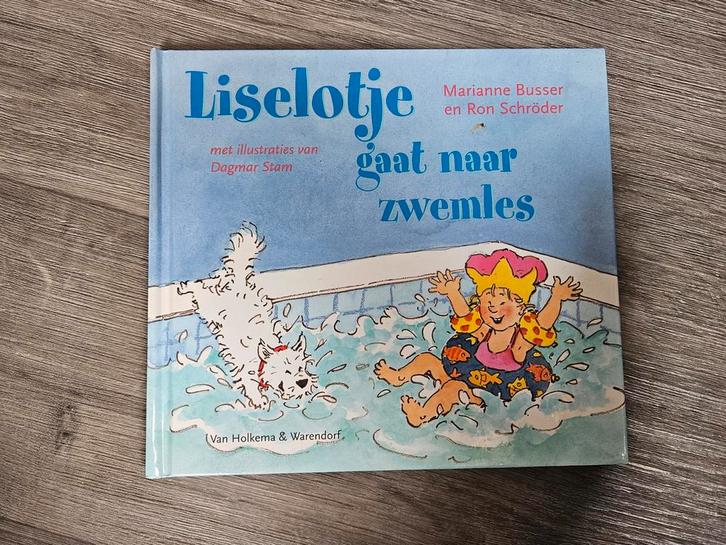 Liselotje
gaat naar
zwemles
Marianne Busser
en Ron Schröder
met illustraties van
Dagmar Stam
Van Holkema & Warendorf